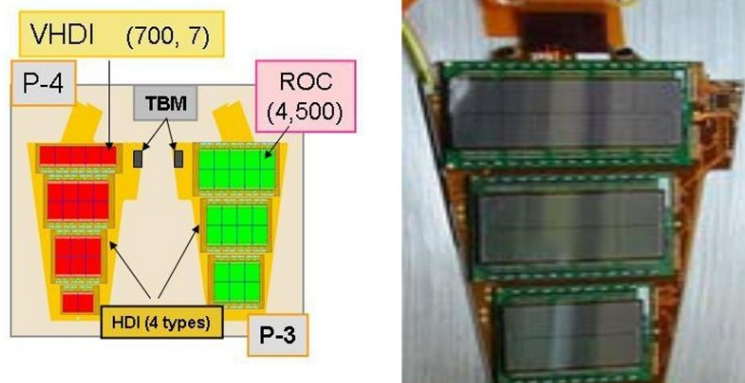 VHDI (700, 7)
P-4
TBM
ROC
(4,500)
HDI (4 types)
P-3